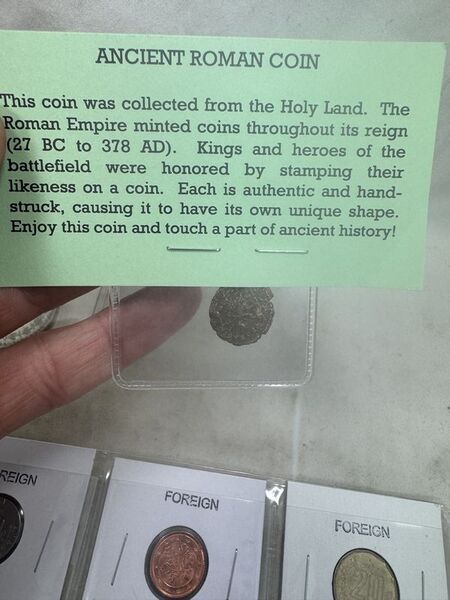 ANCIENT ROMAN COIN
This coin was collected from the Holy Land. The
Roman Empire minted coins throughout its reign
(27 BC to 378 AD). Kings and heroes of the
battlefield were honored by stamping their
likeness on a coin. Each is authentic and hand-
struck, causing it to have its own unique shape.
Enjoy this coin and touch a part of ancient history!
REIGN
FOREIGN
FOREIGN
20